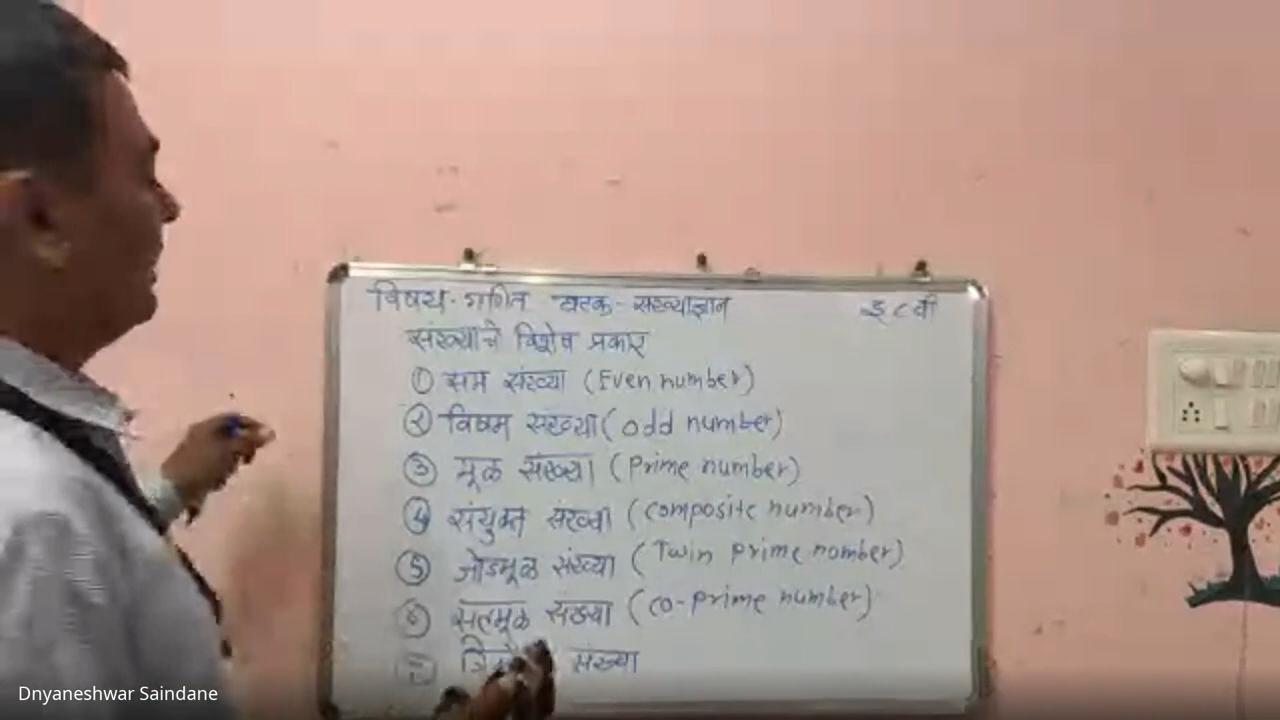 विषय - गणित घटक - संख्याज्ञान इ ८ वी
संख्याचे विशेष प्रकार
① सम संख्या (Even number)
② विषम संख्या (odd number)
③ मूळ संख्या (Prime number)
④ संयुक्त संख्या (composite number)
⑤ जोडमूळ संख्या (Twin prime nomber)
⑥ सहमूळ संख्या (co-prime number)
संख्या
Dnyaneshwar Saindane